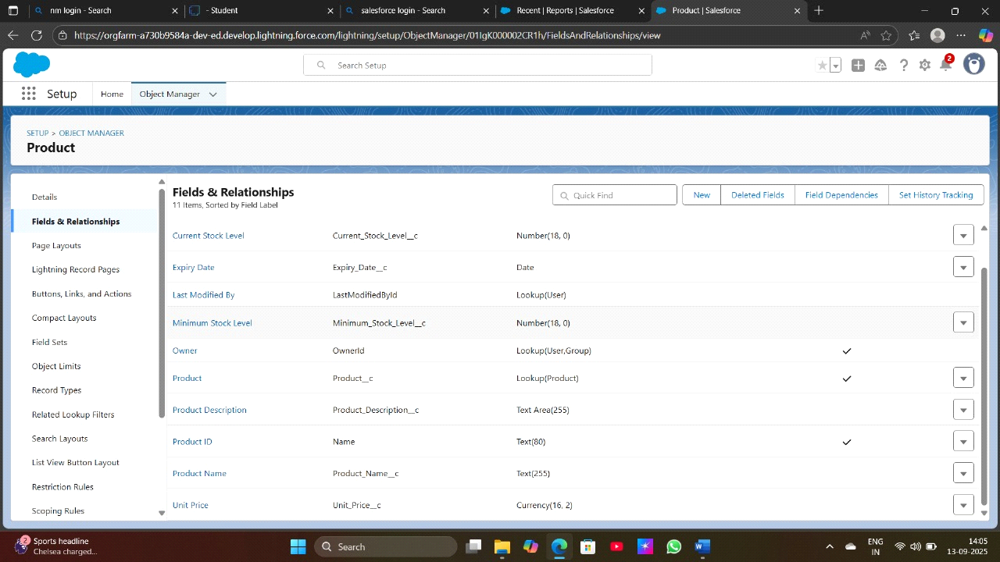 nm login - Search
- Student
salesforce login - Search
Recent | Reports | Salesforce
Product | Salesforce
https://orgfarm-a730b9584a-dev-ed.develop.lightning.force.com/lightning/setup/ObjectManager/01IgK000002CR1h/FieldsAndRelationships/view
Search Setup
2
Setup
Home
Object Manager
SETUP > OBJECT MANAGER
Product
Details
Fields & Relationships
Page Layouts
Lightning Record Pages
Buttons, Links, and Actions
Compact Layouts
Field Sets
Object Limits
Record Types
Related Lookup Filters
Search Layouts
List View Button Layout
Restriction Rules
Scoping Rules
Fields & Relationships
11 Items, Sorted by Field Label
Quick Find
New
Deleted Fields
Field Dependencies
Set History Tracking
Current Stock Level Current_Stock_Level__c Number(18, 0)
Expiry Date Expiry_Date__c Date
Last Modified By LastModifiedById Lookup(User)
Minimum Stock Level Minimum_Stock_Level__c Number(18, 0)
Owner OwnerId Lookup(User,Group)
Product Product__c Lookup(Product)
Product Description Product_Description__c Text Area(255)
Product ID Name Text(80)
Product Name Product_Name__c Text(255)
Unit Price Unit_Price__c Currency(16, 2)
2
Sports headline
Chelsea charged...
Search
ENG
IN
14:05
13-09-2025